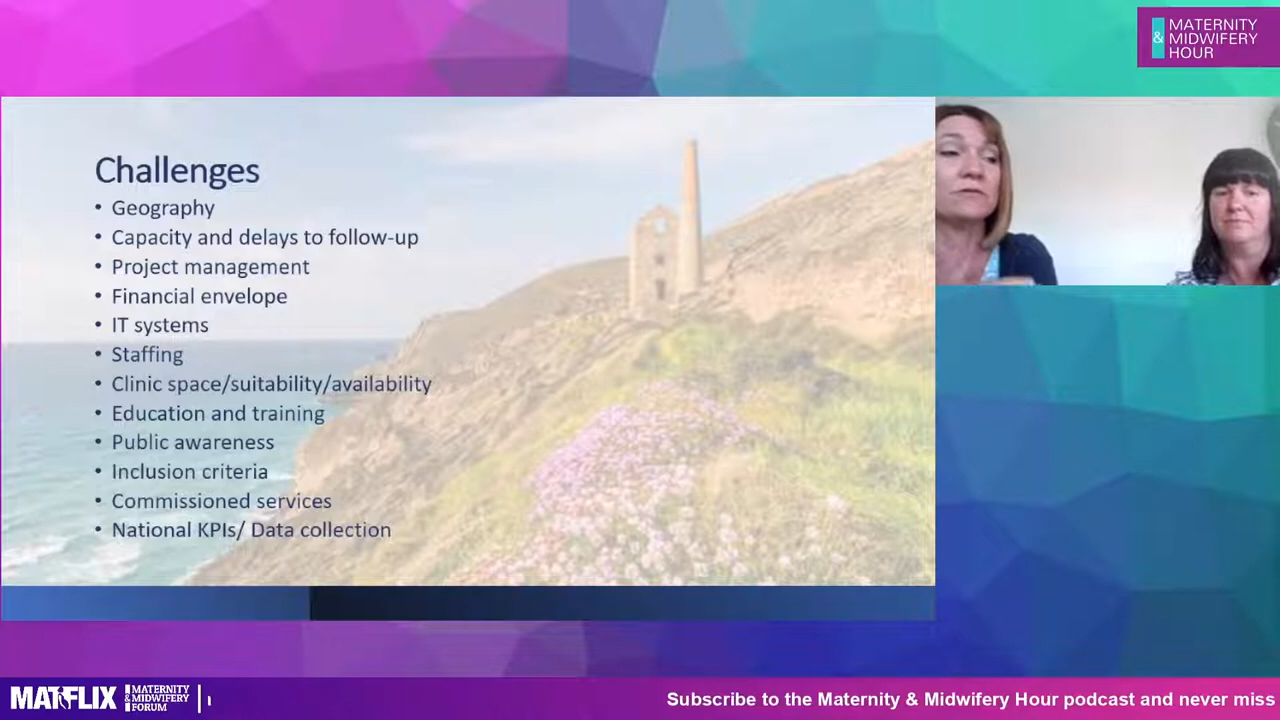 MATERNITY
& MIDWIFERY
HOUR
Challenges
• Geography
• Capacity and delays to follow-up
• Project management
• Financial envelope
• IT systems
• Staffing
• Clinic space/suitability/availability
• Education and training
• Public awareness
• Inclusion criteria
• Commissioned services
• National KPIs/ Data collection
MATFLIX
MATERNITY
& MIDWIFERY
FORUM
Subscribe to the Maternity & Midwifery Hour podcast and never miss